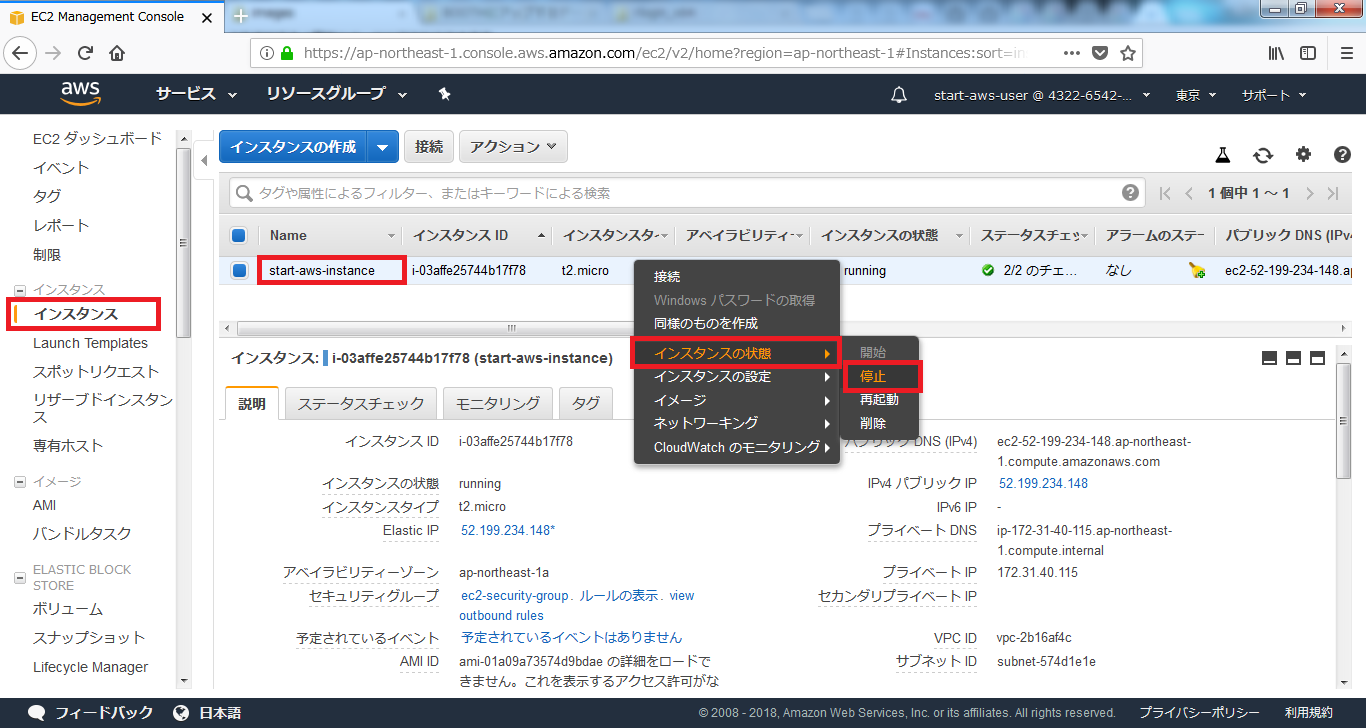 EC2 Management Console
https://ap-northeast-1.console.aws.amazon.com/ec2/v2/home?region=ap-northeast-1#Instances:sort=in
aws サービス リソースグループ start-aws-user @ 4322-6542-... 東京 サポート
EC2 ダッシュボード
イベント
タグ
レポート
制限
インスタンス
インスタンス
Launch Templates
スポットリクエスト
リザーブドインスタン
ス
専有ホスト
イメージ
AMI
バンドルタスク
ELASTIC BLOCK
STORE
ボリューム
スナップショット
Lifecycle Manager
インスタンスの作成 接続 アクション
タグや属性によるフィルター、またはキーワードによる検索 1 個中 1 ～ 1
Name インスタンス ID インスタンスター アベイラビリティー インスタンスの状態 ステータスチェッ アラームのステー パブリック DNS (IPv4
start-aws-instance i-03affe25744b17f78 t2.micro running 2/2 のチェ... なし ec2-52-199-234-148.ap
接続
Windows パスワードの取得
同様のものを作成
インスタンスの状態
インスタンスの設定
イメージ
ネットワーキング
CloudWatch のモニタリング
開始
停止
再起動
削除
インスタンス: i-03affe25744b17f78 (start-aws-instance)
説明 ステータスチェック モニタリング タグ
インスタンス ID i-03affe25744b17f78
インスタンスの状態 running
インスタンスタイプ t2.micro
Elastic IP 52.199.234.148*
アベイラビリティーゾーン ap-northeast-1a
セキュリティグループ ec2-security-group. ルールの表示. view
outbound rules
予定されているイベント 予定されているイベントはありません
AMI ID ami-01a09a73574d9bdae の詳細をロードで
きません。これを表示するアクセス許可がな
パブリック DNS (IPv4) ec2-52-199-234-148.ap-northeast-
1.compute.amazonaws.com
IPv4 パブリック IP 52.199.234.148
IPv6 IP -
プライベート DNS ip-172-31-40-115.ap-northeast-
1.compute.internal
プライベート IP 172.31.40.115
セカンダリプライベート IP
VPC ID vpc-2b16af4c
サブネット ID subnet-574d1e1e
フィードバック 日本語 © 2008 - 2018, Amazon Web Services, Inc. or its affiliates. All rights reserved. プライバシーポリシー 利用規約